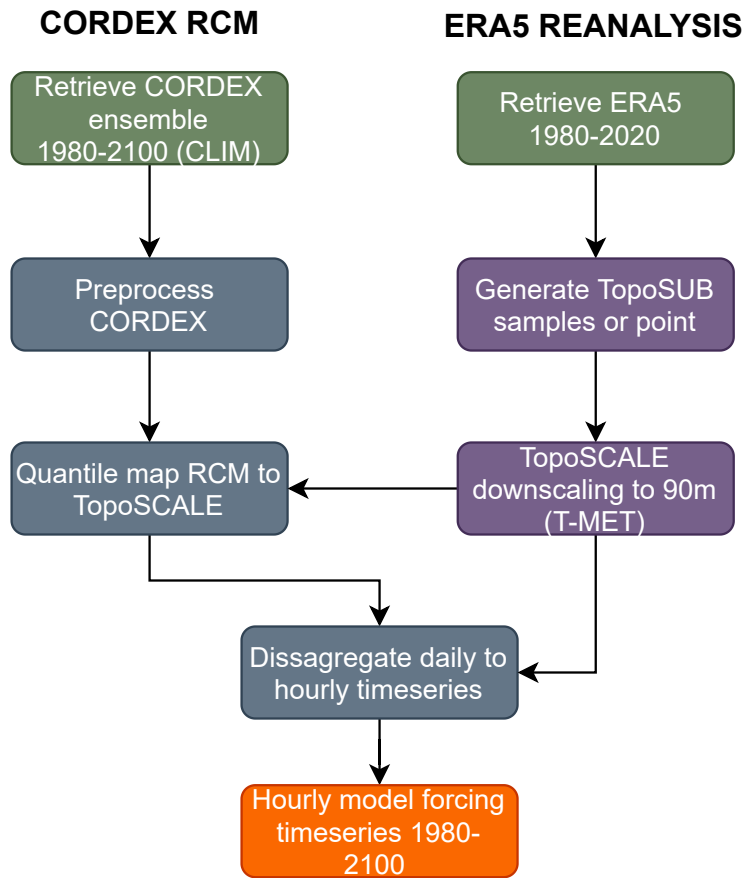 CORDEX RCM
ERA5 REANALYSIS
Retrieve CORDEX
ensemble
1980-2100 (CLIM)
Retrieve ERA5
1980-2020
Preprocess
CORDEX
Generate TopoSUB
samples or point
Quantile map RCM to
TopoSCALE
TopoSCALE
downscaling to 90m
(T-MET)
Dissagregate daily to
hourly timeseries
Hourly model forcing
timeseries 1980-
2100